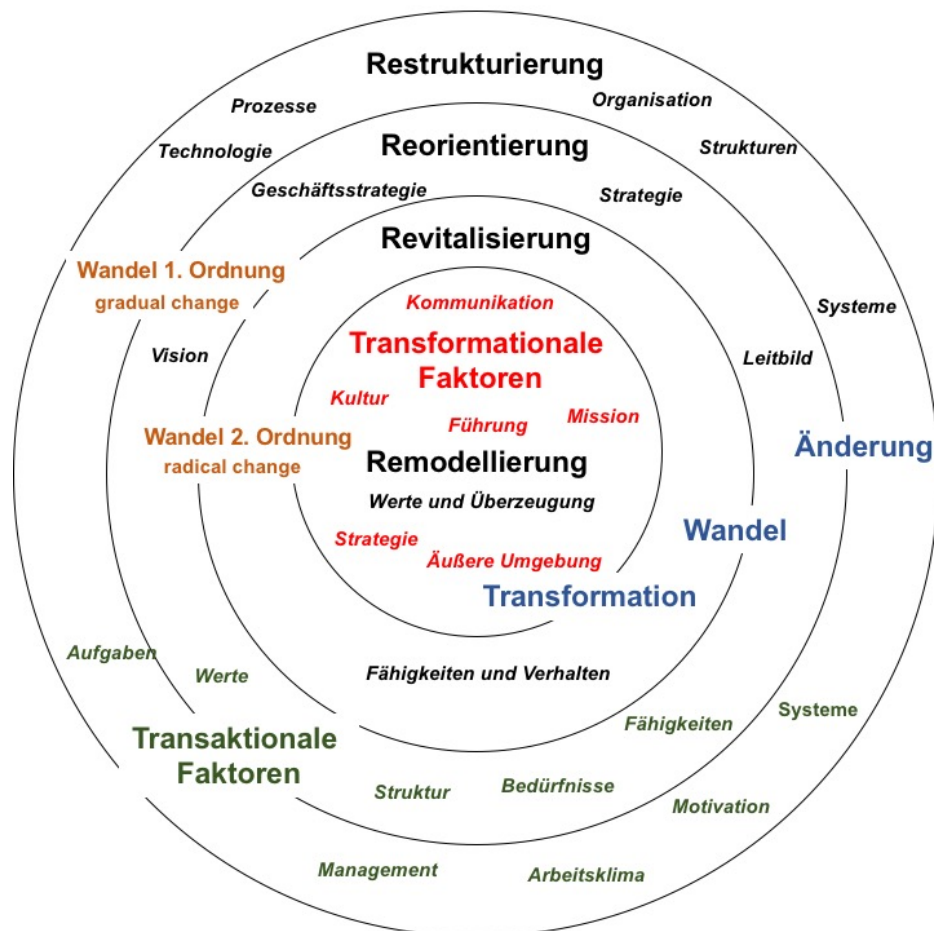 Restrukturierung
Prozesse
Organisation
Technologie
Reorientierung
Strukturen
Geschäftsstrategie
Strategie
Revitalisierung
Wandel 1. Ordnung
gradual change
Kommunikation
Systeme
Transformationale
Faktoren
Vision
Leitbild
Kultur
Führung
Mission
Wandel 2. Ordnung
radical change
Änderung
Remodellierung
Werte und Überzeugung
Wandel
Strategie
Äußere Umgebung
Transformation
Aufgaben
Werte
Fähigkeiten und Verhalten
Fähigkeiten
Systeme
Transaktionale
Faktoren
Struktur
Bedürfnisse
Motivation
Management
Arbeitsklima